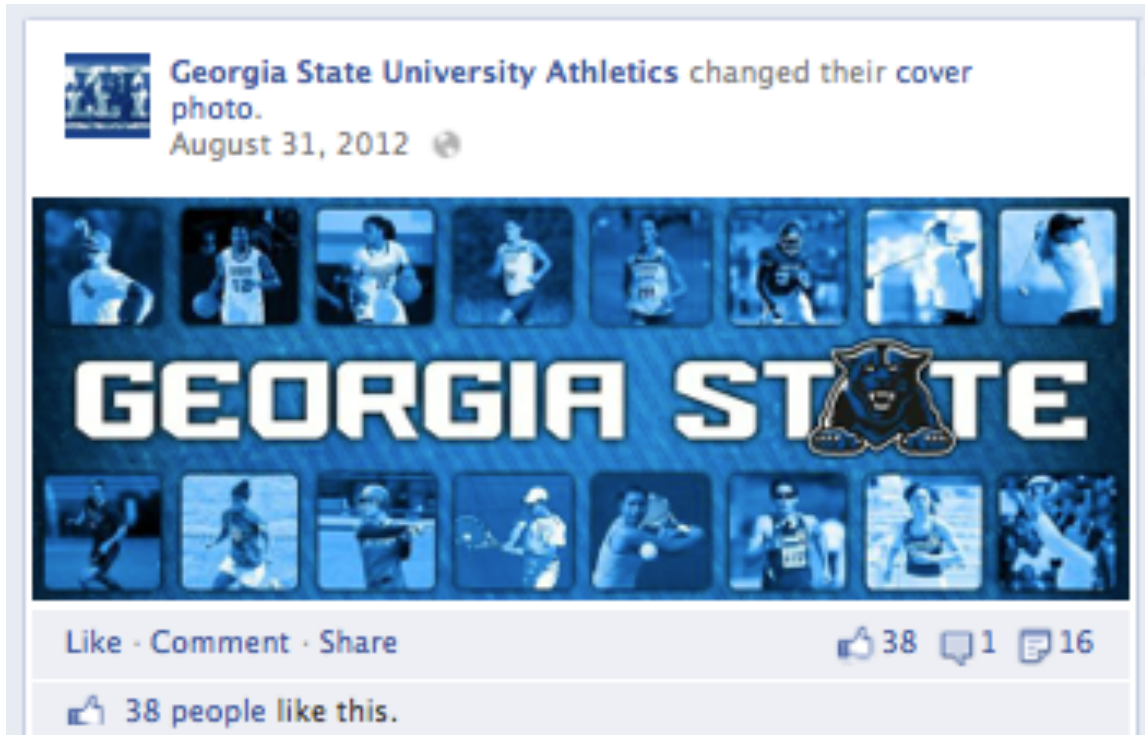 Georgia State University Athletics changed their cover
photo.
August 31, 2012
GEORGIA STATE
Like · Comment · Share 38 1 16
38 people like this.